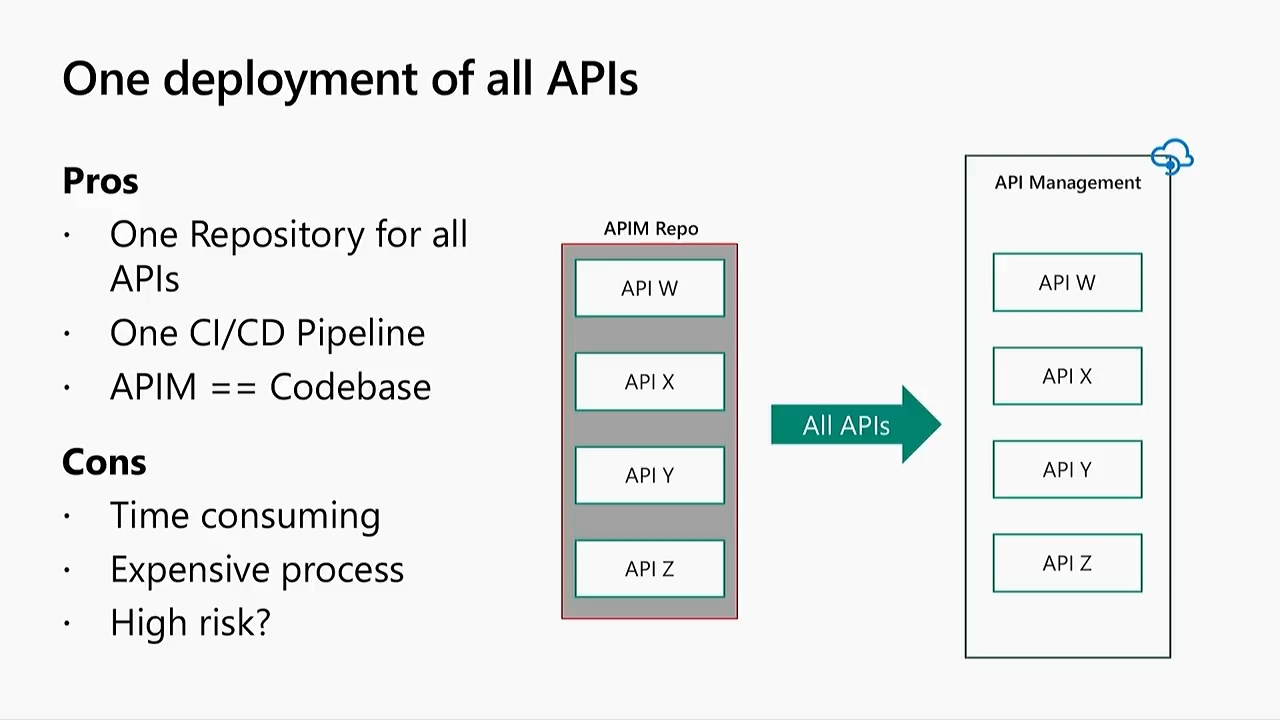 One deployment of all APIs
Pros
· One Repository for all
APIs
· One CI/CD Pipeline
· APIM == Codebase
Cons
· Time consuming
· Expensive process
· High risk?
APIM Repo
API W
API X
API Y
API Z
All APIs
API Management
API W
API X
API Y
API Z